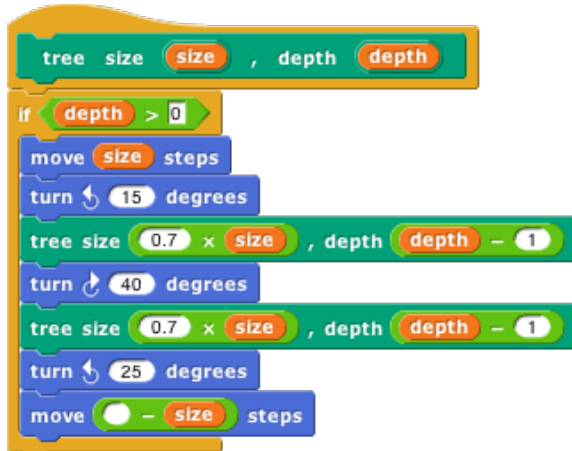 tree size size , depth depth
if depth > 0
move size steps
turn 15 degrees
tree size 0.7 × size , depth depth − 1
turn 40 degrees
tree size 0.7 × size , depth depth − 1
turn 25 degrees
move − size steps